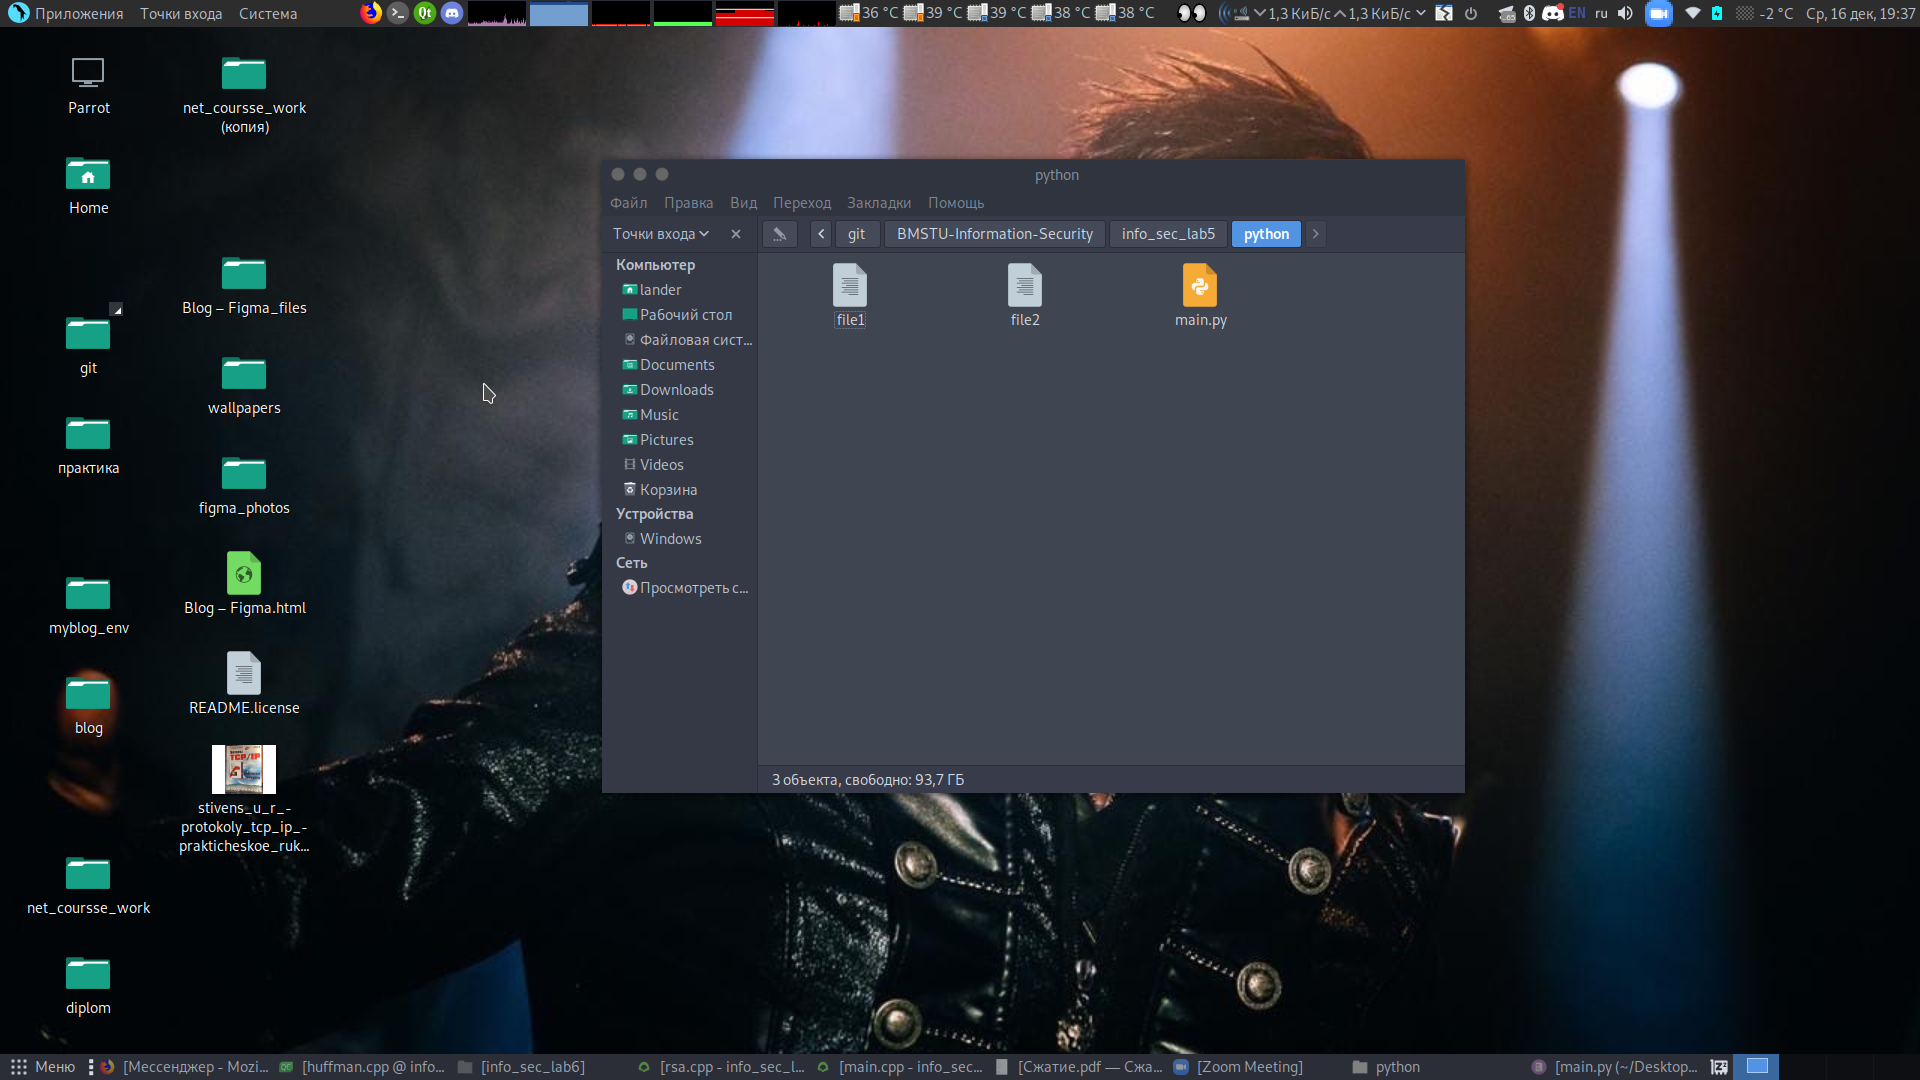 Приложения Точки входа Система
36 °C 39 °C 39 °C 38 °C 38 °C
1,3 КиБ/с 1,3 КиБ/с
EN ru
-2 °C Ср, 16 дек, 19:37
Parrot
net_coursse_work
(копия)
Home
Blog – Figma_files
git
wallpapers
практика
figma_photos
Blog – Figma.html
myblog_env
README.license
blog
TCP/IP
stivens_u_r_-
protokoly_tcp_ip_-
prakticheskoe_ruk...
net_coursse_work
diplom
python
Файл Правка Вид Переход Закладки Помощь
Точки входа
git BMSTU-Information-Security info_sec_lab5 python
Компьютер
lander
Рабочий стол
Файловая сист...
Documents
Downloads
Music
Pictures
Videos
Корзина
Устройства
Windows
Сеть
Просмотреть с...
file1 file2 main.py
3 объекта, свободно: 93,7 ГБ
Меню [Мессенджер - Mozi... [huffman.cpp @ info... [info_sec_lab6] [rsa.cpp - info_sec_l... [main.cpp - info_sec... [Сжатие.pdf — Сжа... [Zoom Meeting] python [main.py (~/Desktop...